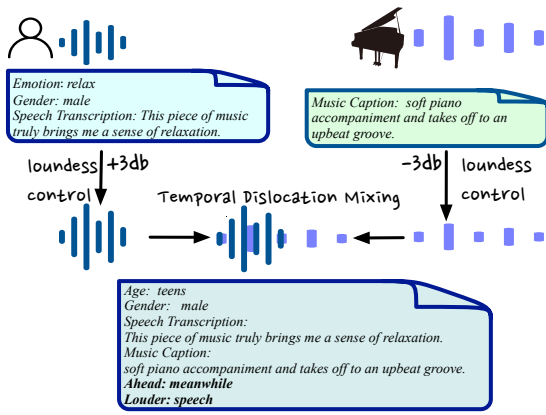 Emotion: relax
Gender: male
Speech Transcription: This piece of music
truly brings me a sense of relaxation.
Music Caption: soft piano
accompaniment and takes off to an
upbeat groove.
loundess +3db
control
-3db loundess
control
Temporal Dislocation Mixing
Age: teens
Gender: male
Speech Transcription:
This piece of music truly brings me a sense of relaxation.
Music Caption:
soft piano accompaniment and takes off to an upbeat groove.
Ahead: meanwhile
Louder: speech